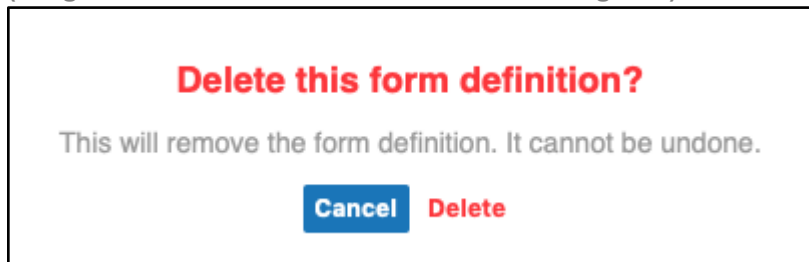 Delete this form definition?
This will remove the form definition. It cannot be undone.
Cancel Delete